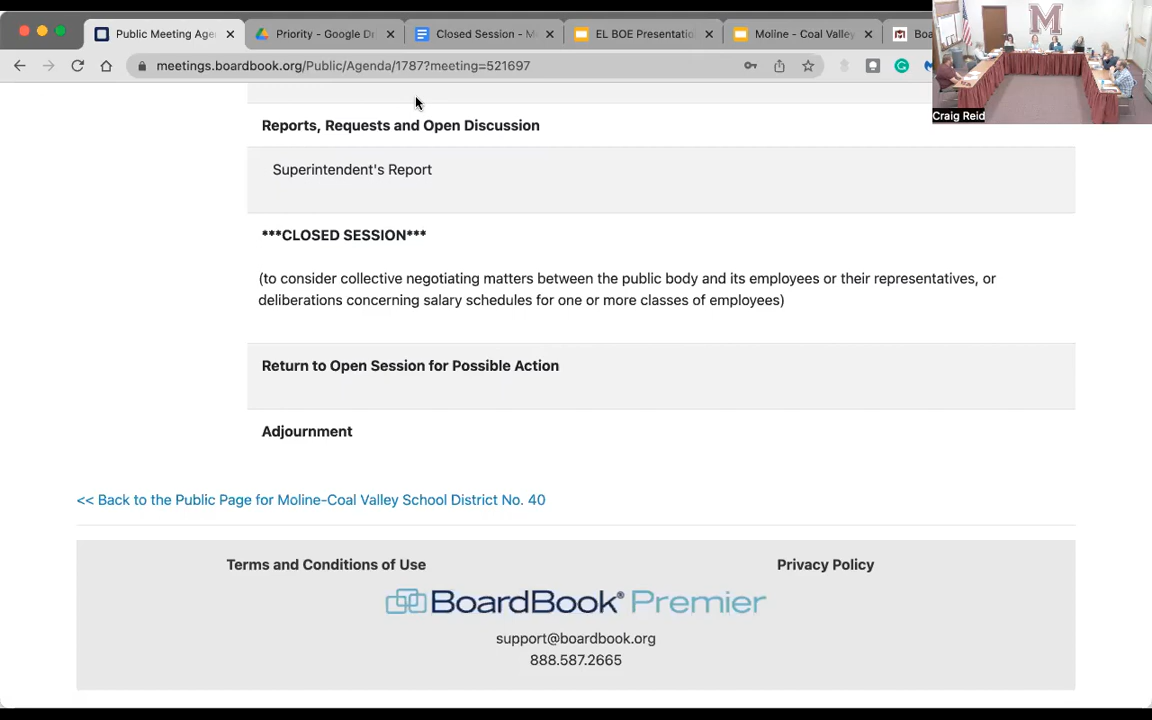 Public Meeting Age
Priority - Google Dr
Closed Session - M
EL BOE Presentatio
Moline - Coal Valley
Boa
meetings.boardbook.org/Public/Agenda/1787?meeting=521697
M
Craig Reid
Reports, Requests and Open Discussion
Superintendent's Report
***CLOSED SESSION***
(to consider collective negotiating matters between the public body and its employees or their representatives, or
deliberations concerning salary schedules for one or more classes of employees)
Return to Open Session for Possible Action
Adjournment
<< Back to the Public Page for Moline-Coal Valley School District No. 40
Terms and Conditions of Use
Privacy Policy
BoardBook® Premier
support@boardbook.org
888.587.2665